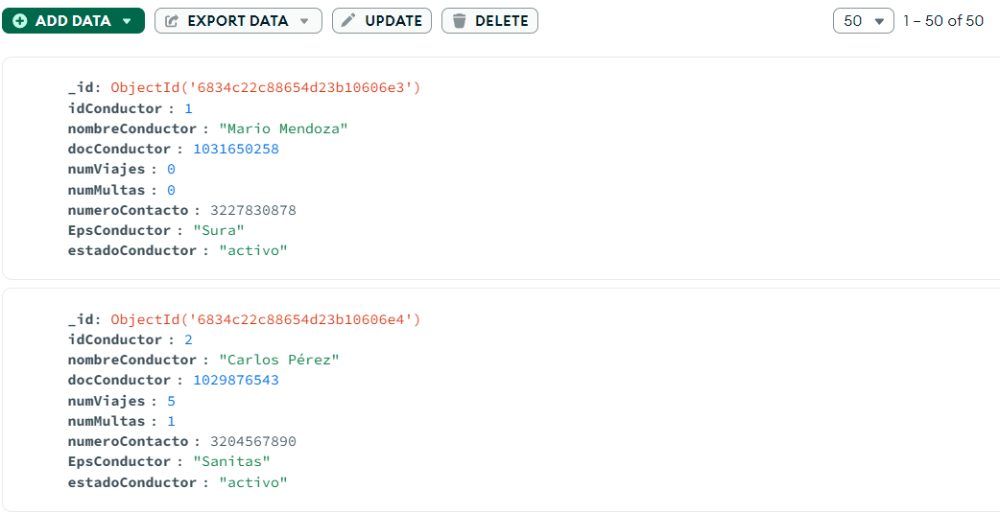 ADD DATA EXPORT DATA UPDATE DELETE 50 1 – 50 of 50
_id: ObjectId('6834c22c88654d23b10606e3')
idConductor : 1
nombreConductor : "Mario Mendoza"
docConductor : 1031650258
numViajes : 0
numMultas : 0
numeroContacto : 3227830878
EpsConductor : "Sura"
estadoConductor : "activo"
_id: ObjectId('6834c22c88654d23b10606e4')
idConductor : 2
nombreConductor : "Carlos Pérez"
docConductor : 1029876543
numViajes : 5
numMultas : 1
numeroContacto : 3204567890
EpsConductor : "Sanitas"
estadoConductor : "activo"